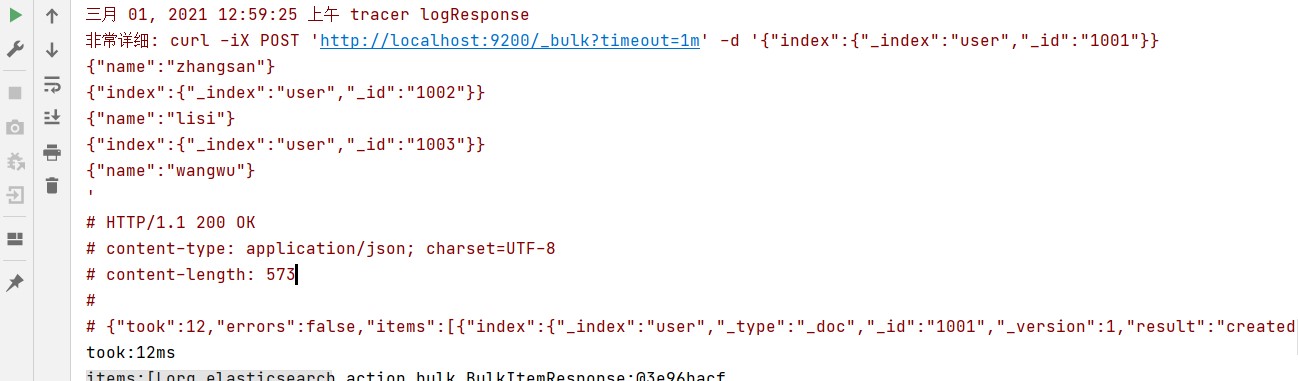 三月 01, 2021 12:59:25 上午 tracer logResponse
非常详细: curl -iX POST 'http://localhost:9200/_bulk?timeout=1m' -d '{"index":{"_index":"user","_id":"1001"}}
{"name":"zhangsan"}
{"index":{"_index":"user","_id":"1002"}}
{"name":"lisi"}
{"index":{"_index":"user","_id":"1003"}}
{"name":"wangwu"}
'
# HTTP/1.1 200 OK
# content-type: application/json; charset=UTF-8
# content-length: 573
#
# {"took":12,"errors":false,"items":[{"index":{"_index":"user","_type":"_doc","_id":"1001","_version":1,"result":"created
took:12ms
items:[Lorg.elasticsearch.action.bulk.BulkItemResponse;@3e96bacf